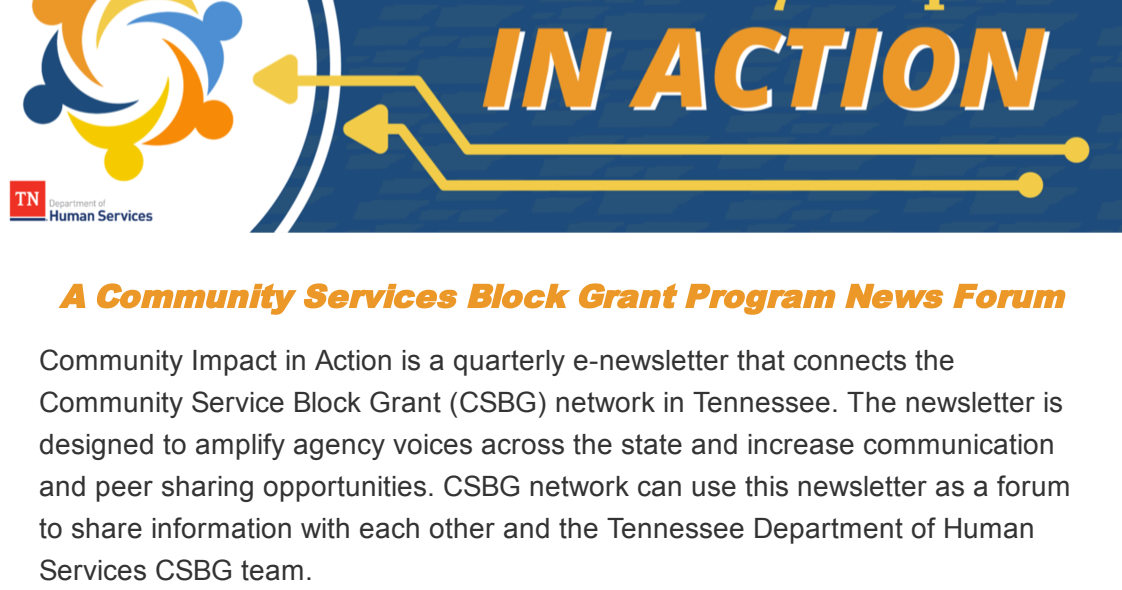 IN ACTION
TN
Department of
Human Services
A Community Services Block Grant Program News Forum
Community Impact in Action is a quarterly e-newsletter that connects the
Community Service Block Grant (CSBG) network in Tennessee. The newsletter is
designed to amplify agency voices across the state and increase communication
and peer sharing opportunities. CSBG network can use this newsletter as a forum
to share information with each other and the Tennessee Department of Human
Services CSBG team.